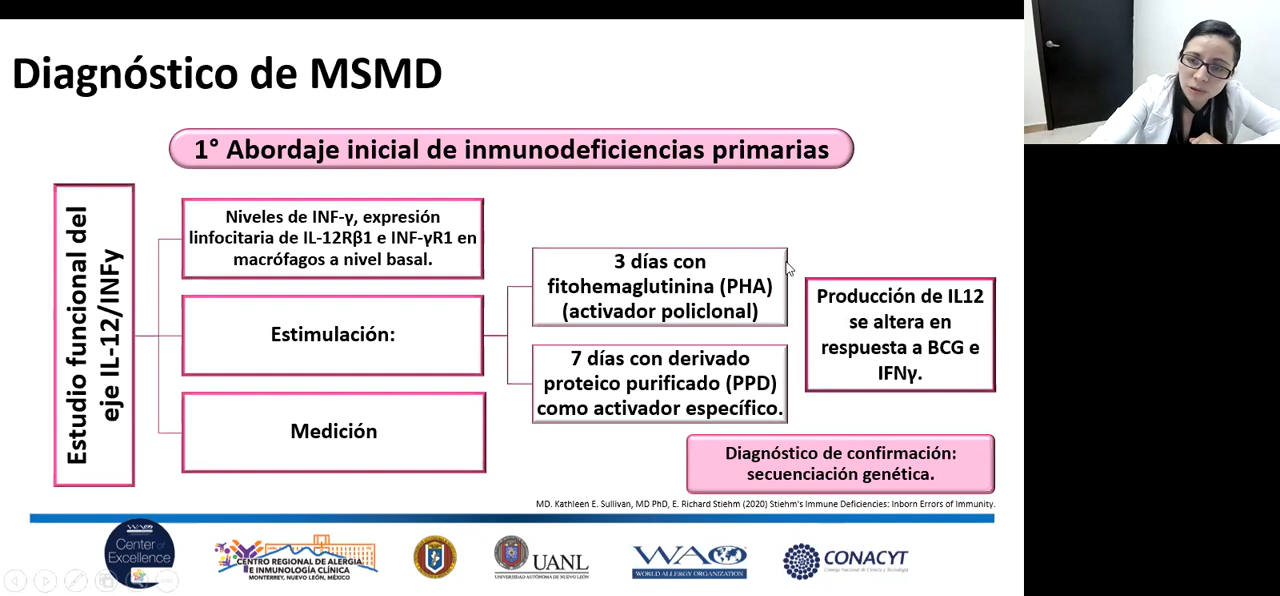 Diagnóstico de MSMD
1° Abordaje inicial de inmunodeficiencias primarias
Estudio funcional del
eje IL-12/INFγ
Niveles de INF-γ, expresión
linfocitaria de IL-12Rβ1 e INF-γR1 en
macrófagos a nivel basal.
Estimulación:
Medición
3 días con
fitohemaglutinina (PHA)
(activador policlonal)
7 días con derivado
proteico purificado (PPD)
como activador específico.
Producción de IL12
se altera en
respuesta a BCG e
IFNγ.
Diagnóstico de confirmación:
secuenciación genética.
MD. Kathleen E. Sullivan, MD PhD, E. Richard Stiehm (2020) Stiehm's Immune Deficiencies: Inborn Errors of Immunity.
Center of
Excellence
CENTRO REGIONAL DE ALERGIA
E INMUNOLOGÍA CLÍNICA
MONTERREY, NUEVO LEÓN, MÉXICO
UANL
UNIVERSIDAD AUTÓNOMA DE NUEVO LEÓN
WAO
WORLD ALLERGY ORGANIZATION
CONACYT
Consejo Nacional de Ciencia y Tecnología